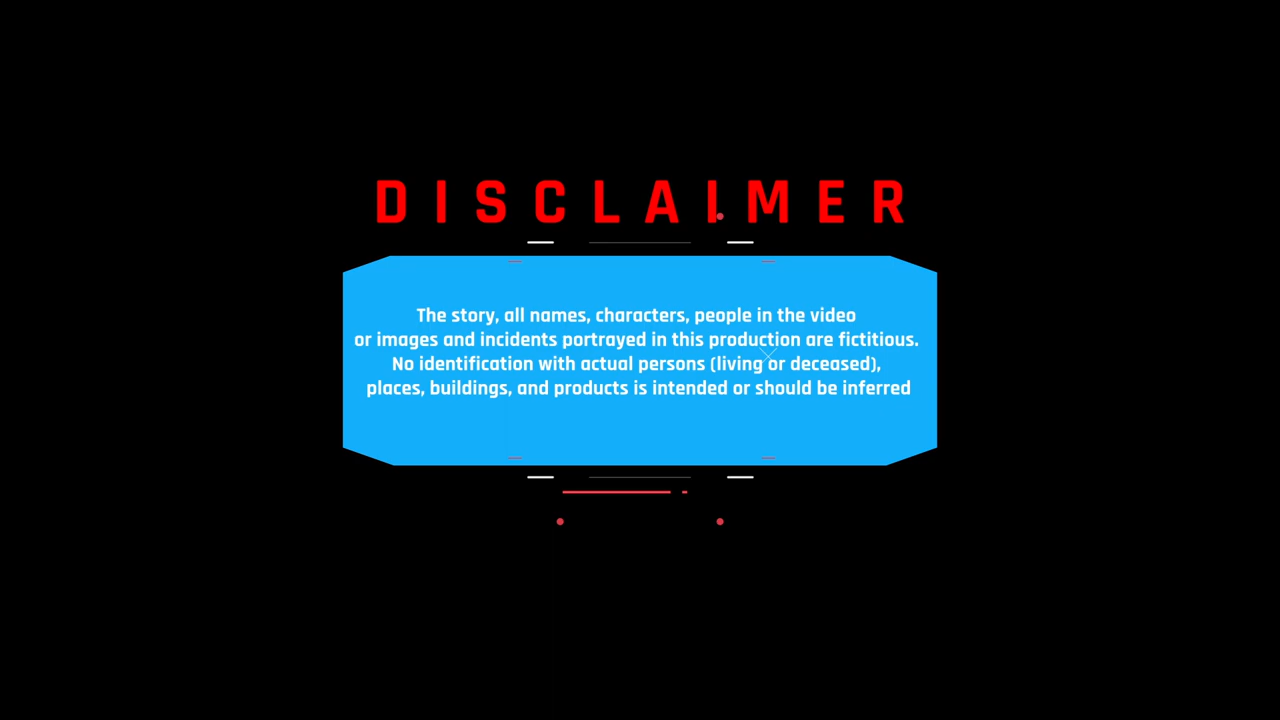 DISCLAIMER
The story, all names, characters, people in the video
or images and incidents portrayed in this production are fictitious.
No identification with actual persons (living or deceased),
places, buildings, and products is intended or should be inferred